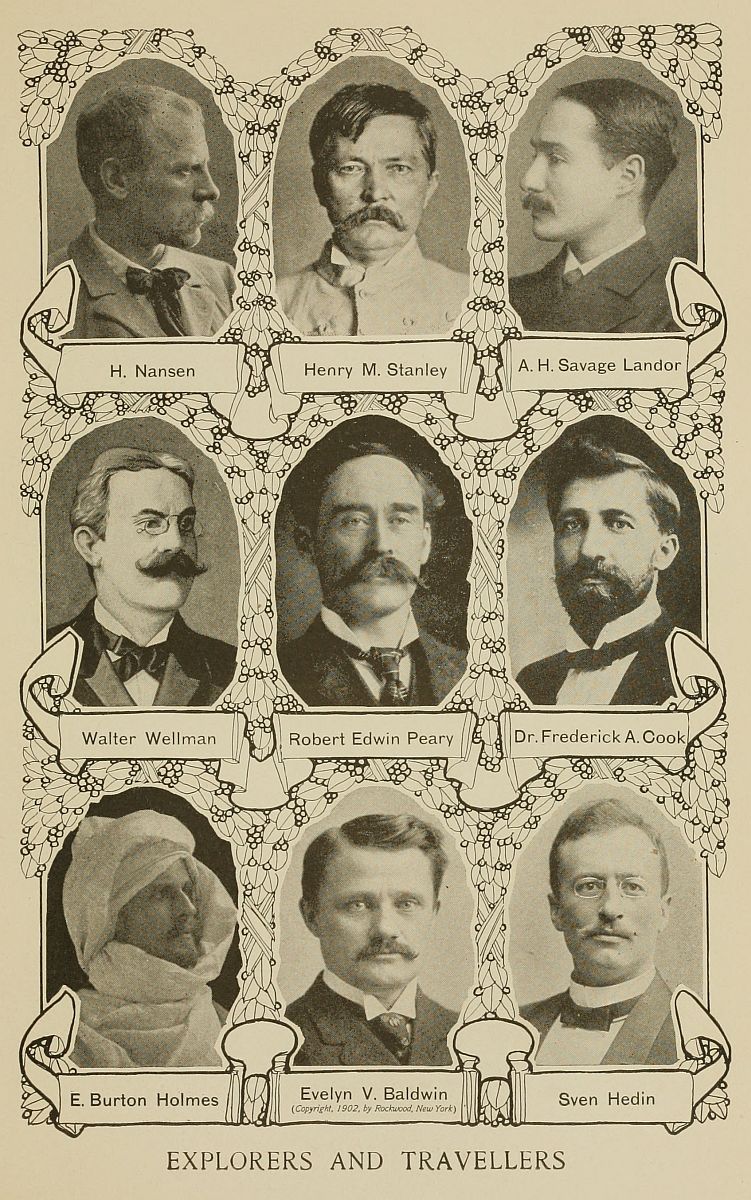 H. Nansen
Henry M. Stanley
A. H. Savage Landor
Walter Wellman
Robert Edwin Peary
Dr. Frederick A. Cook
E. Burton Holmes
Evelyn V. Baldwin
(Copyright, 1902, by Rockwood, New York)
Sven Hedin
EXPLORERS AND TRAVELLERS